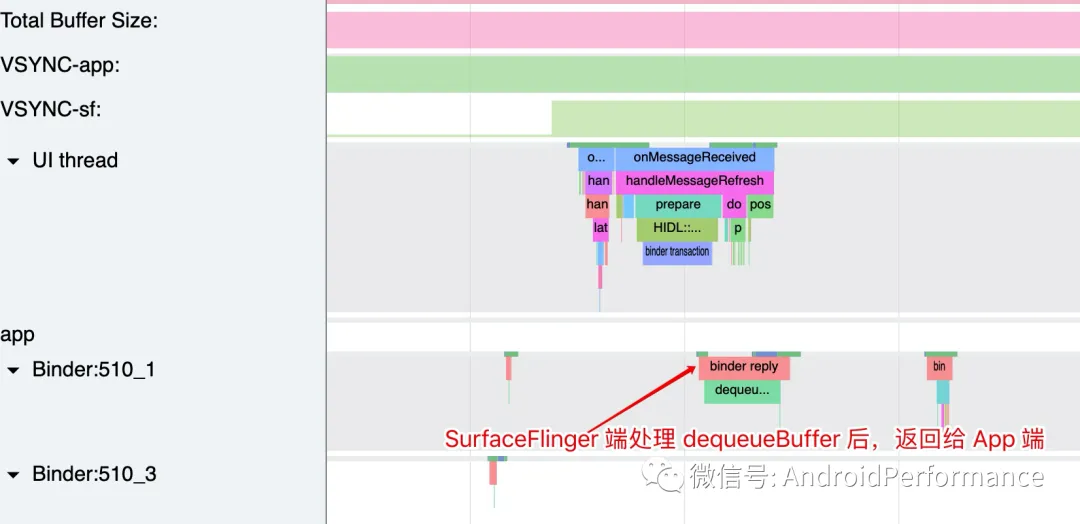 Total Buffer Size:
VSYNC-app:
VSYNC-sf:
UI thread
o... onMessageReceived
han handleMessageRefresh
han prepare do pos
lat HIDL::... p
binder transaction
app
Binder:510_1
binder reply bin
dequeu...
SurfaceFlinger 端处理 dequeueBuffer 后，返回给 App 端
Binder:510_3
微信号: AndroidPerformance